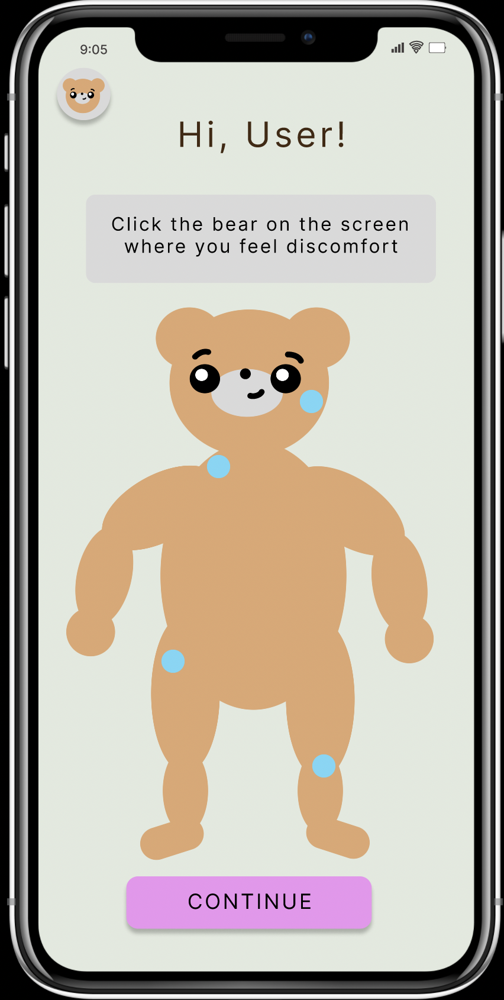 9:05
Hi, User!
Click the bear on the screen
where you feel discomfort
CONTINUE